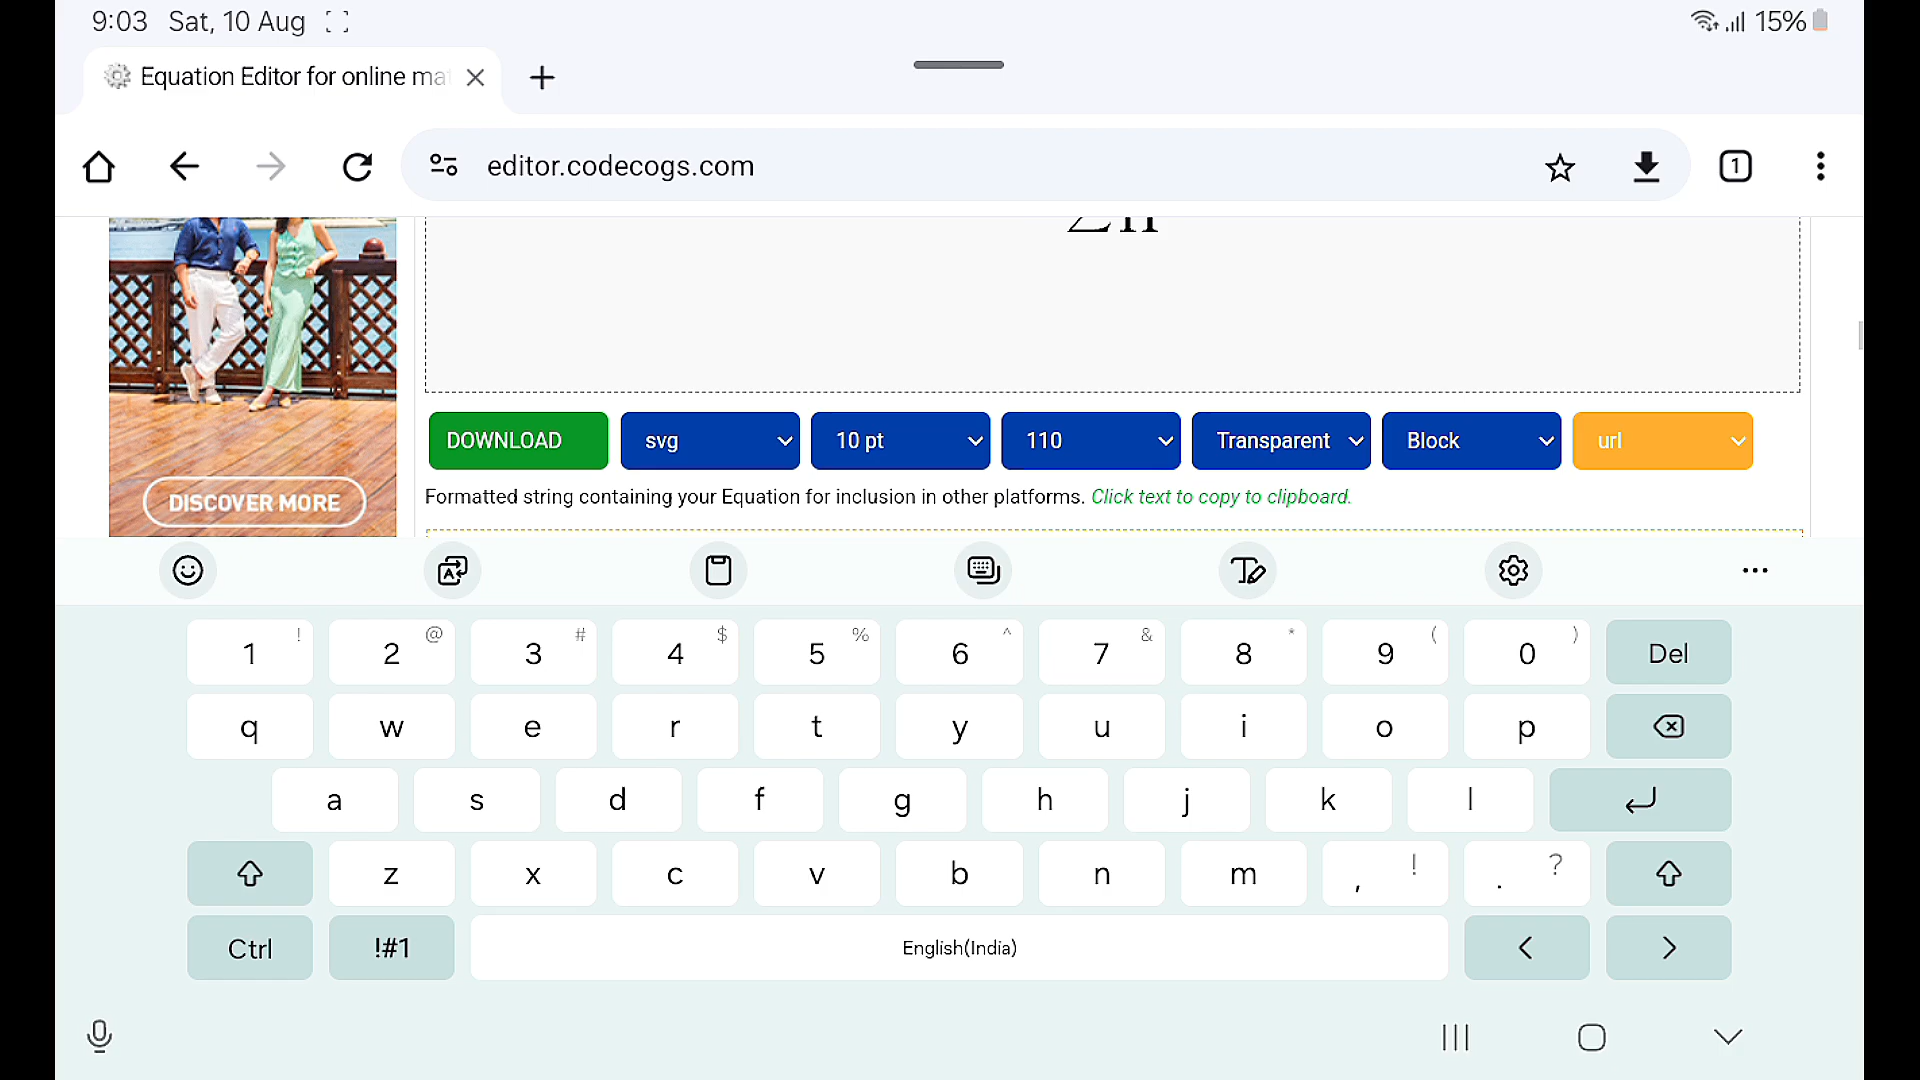 9:03 Sat, 10 Aug 15%
Equation Editor for online ma
editor.codecogs.com 1
Zn
DOWNLOAD svg 10 pt 110 Transparent Block url
Formatted string containing your Equation for inclusion in other platforms. Click text to copy to clipboard.
DISCOVER MORE
1 ! 2 @ 3 # 4 $ 5 % 6 ^ 7 & 8 * 9 ( 0 ) Del
q w e r t y u i o p
a s d f g h j k l
z x c v b n m , ! . ?
Ctrl !#1 English(India) < >